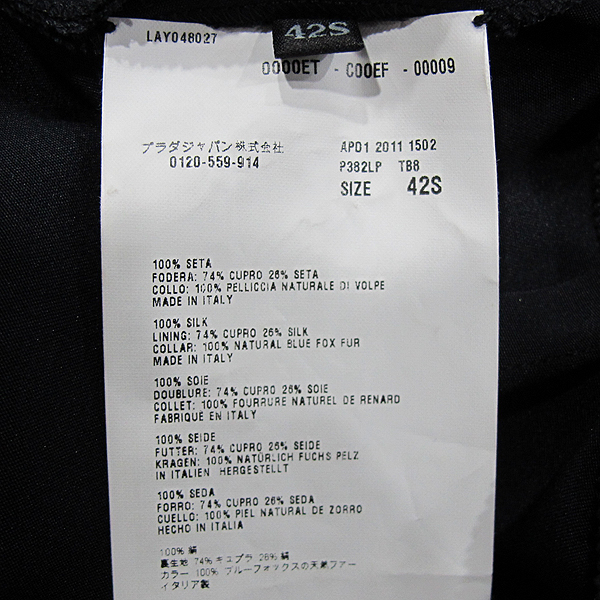 LAY048027
42S
0000ET - C00EF - 00009
プラダジャパン株式会社
0120-559-914
AP01 2011 1502
P382LP TB8
SIZE 42S
100% SETA
FODERA: 74% CUPRO 26% SETA
COLLO: 100% PELLICCIA NATURALE DI VOLPE
MADE IN ITALY
100% SILK
LINING: 74% CUPRO 26% SILK
COLLAR: 100% NATURAL BLUE FOX FUR
MADE IN ITALY
100% SOIE
DOUBLURE: 74% CUPRO 26% SOIE
COLLET: 100% FOURRURE NATUREL DE RENARD
FABRIQUÉ EN ITALY
100% SEIDE
FUTTER: 74% CUPRO 26% SEIDE
KRAGEN: 100% NATÜRLICH FUCHS PELZ
IN ITALIEN HERGESTELLT
100% SEDA
FORRO: 74% CUPRO 26% SEDA
CUELLO: 100% PIEL NATURAL DE ZORRO
HECHO IN ITALIA
100% 絹
裏生地 74% キュプラ 26% 絹
カラー 100% ブルーフォックスの天然ファー
イタリア製